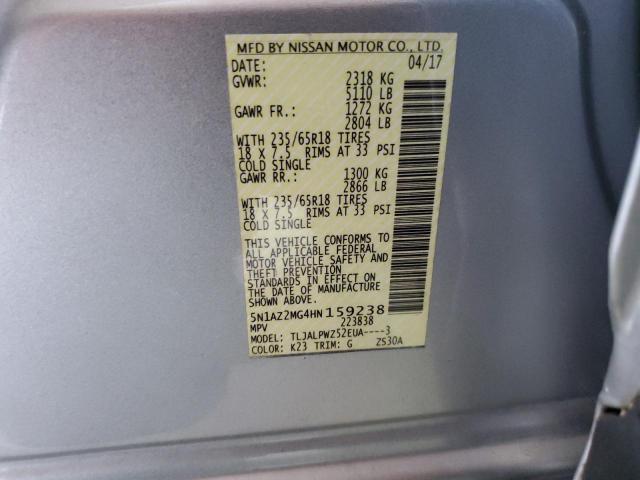 MFD BY NISSAN MOTOR CO., LTD.
DATE: 04/17
GVWR: 2318 KG
5110 LB
GAWR FR.: 1272 KG
2804 LB
WITH 235/65R18 TIRES
18 X 7.5 RIMS AT 33 PSI
COLD SINGLE
GAWR RR.: 1300 KG
2866 LB
WITH 235/65R18 TIRES
18 X 7.5 RIMS AT 33 PSI
COLD SINGLE
THIS VEHICLE CONFORMS TO
ALL APPLICABLE FEDERAL
MOTOR VEHICLE SAFETY AND
THEFT PREVENTION
STANDARDS IN EFFECT ON
THE DATE OF MANUFACTURE
SHOWN ABOVE.
5N1AZ2MG4HN159238
MPV 223838
MODEL: TLJALPWZ52EUA----3
COLOR: K23 TRIM: G ZS30A